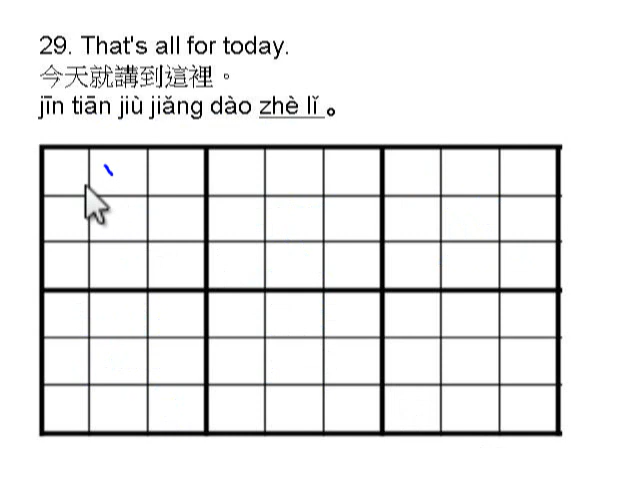 29. That's all for today.
今天就講到這裡。
jīn tiān jiù jiǎng dào zhè lǐ 。